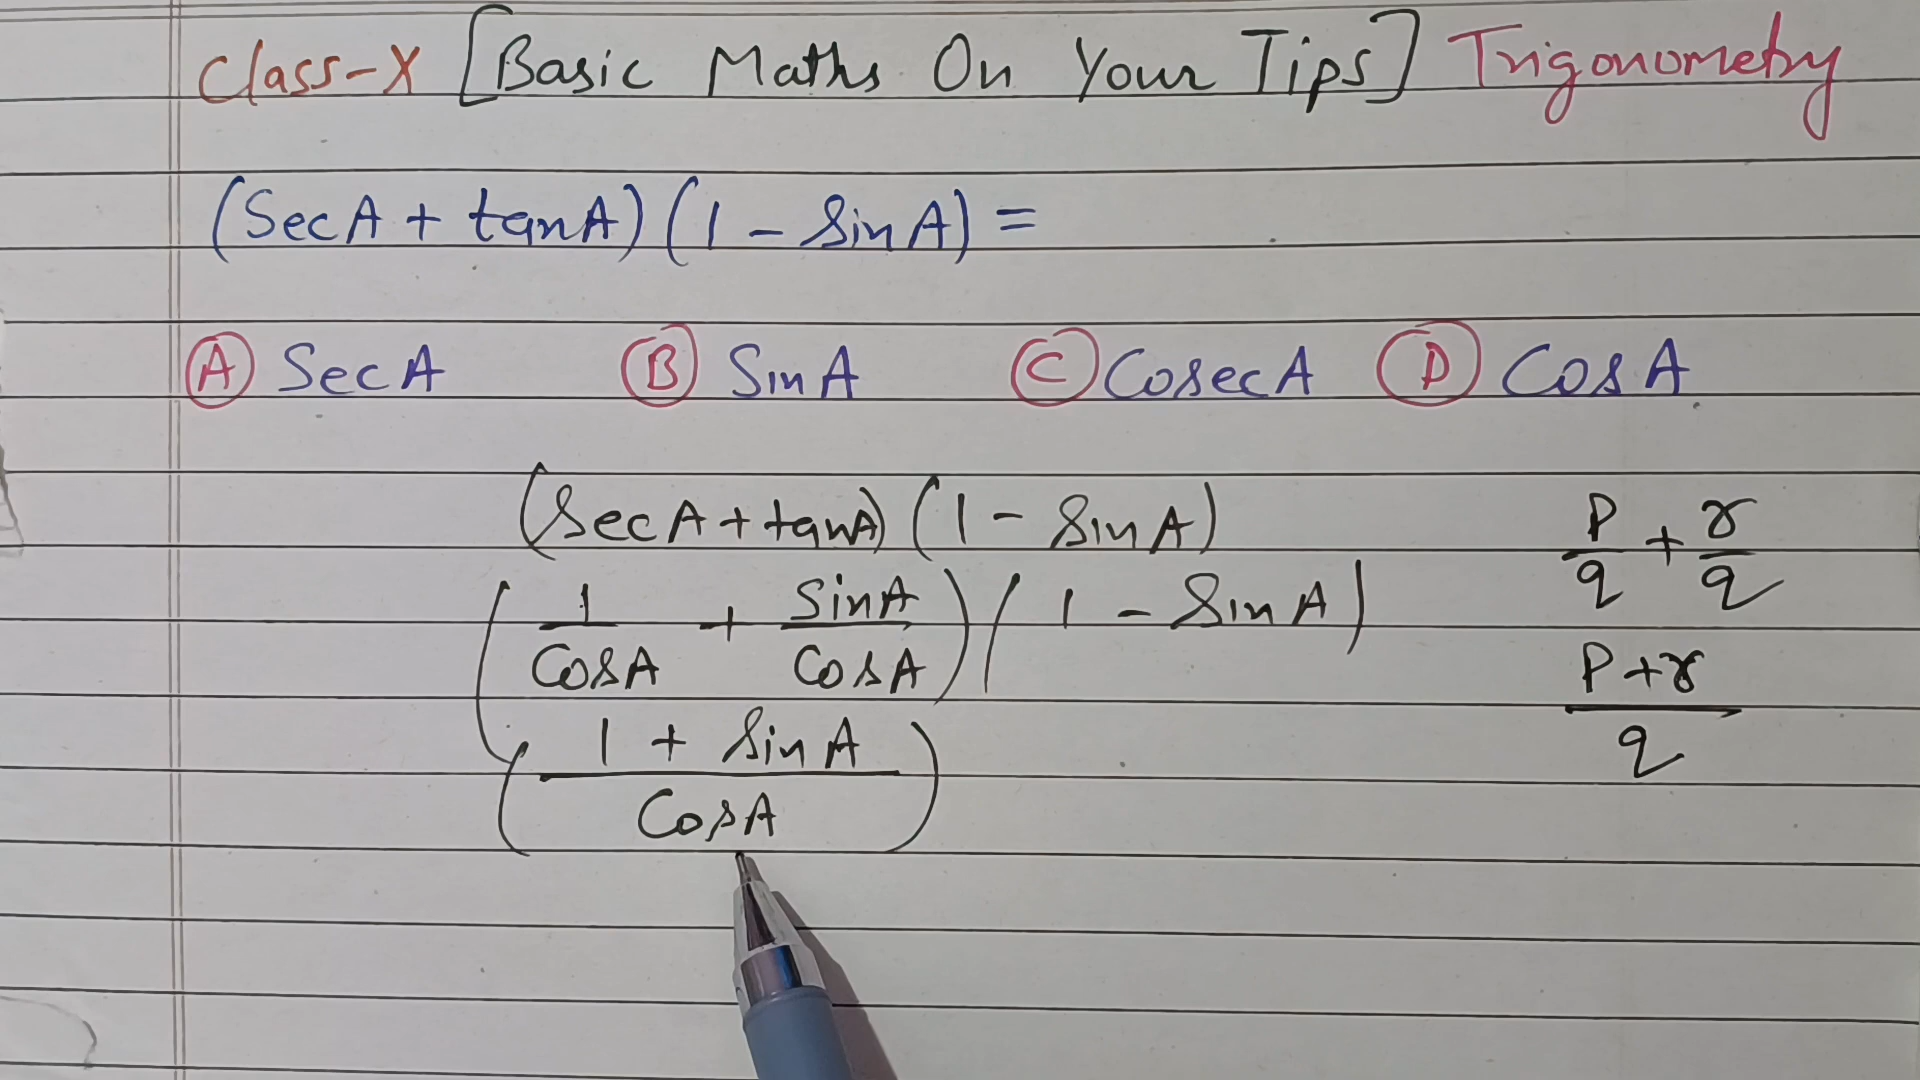 Class-X [Basic Maths On Your Tips] Trigonometry
(SecA + tanA) (1 - SinA) =
(A) SecA (B) SinA (C) CosecA (D) CosA
(SecA + tanA) (1 - SinA)
(1/CosA + SinA/CosA) (1 - SinA)
(1 + SinA/CosA)
P/q + r/q
P+r/q